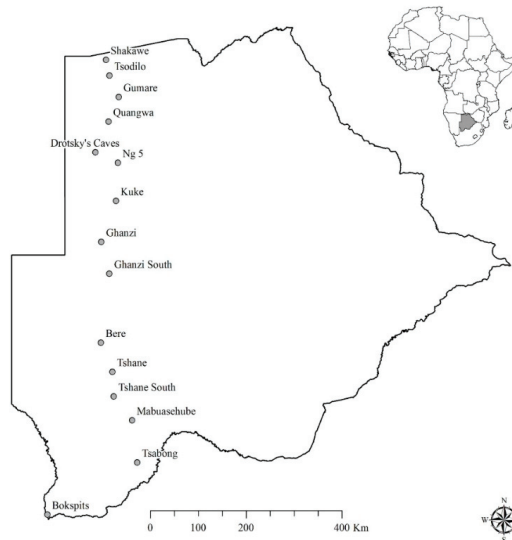 Shakawe
Tsodilo
Gumare
Quangwa
Drotsky's Caves
Ng 5
Kuke
Ghanzi
Ghanzi South
Bere
Tshane
Tshane South
Mabuasehube
Tsabong
Bokspits
0 100 200 400 Km
N
W E
S